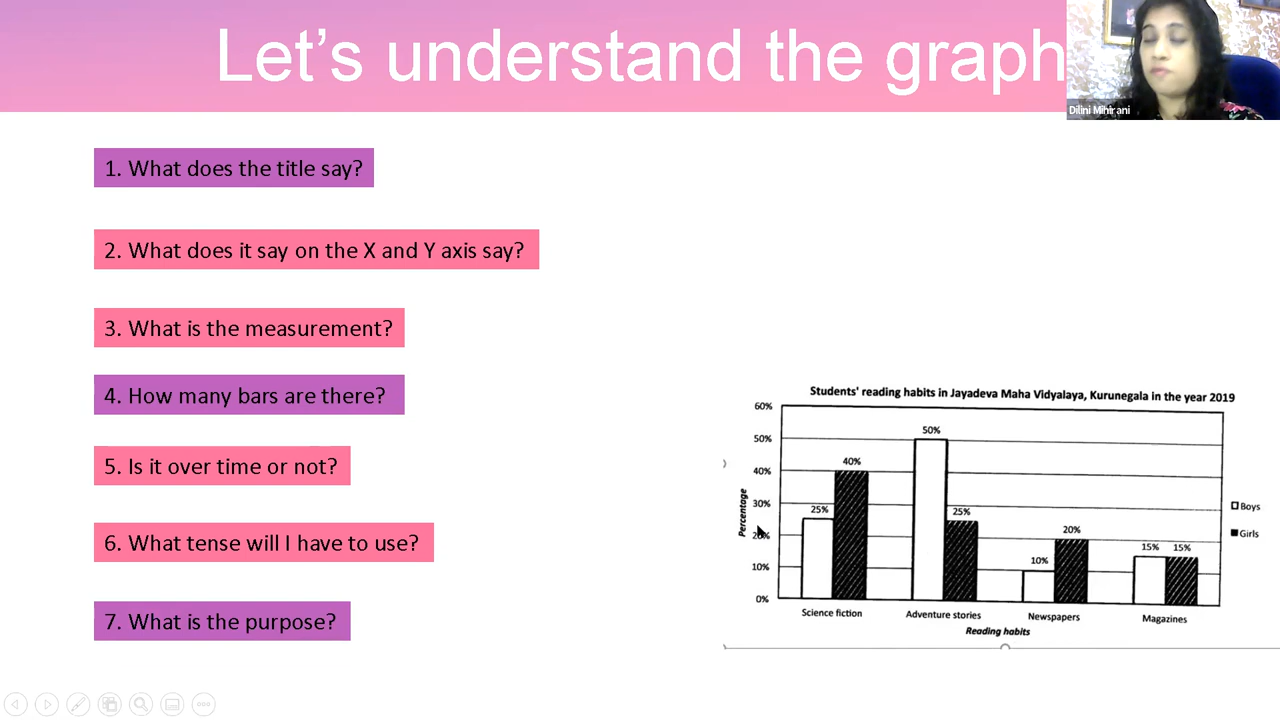 Let's understand the graph
Dilini Mihirani
1. What does the title say?
2. What does it say on the X and Y axis say?
3. What is the measurement?
4. How many bars are there?
5. Is it over time or not?
6. What tense will I have to use?
7. What is the purpose?
Students' reading habits in Jayadeva Maha Vidyalaya, Kurunegala in the year 2019
60%
50%
40%
30%
20%
10%
0%
Percentage
25%
40%
50%
25%
10%
20%
15%
15%
Boys
Girls
Science fiction
Adventure stories
Newspapers
Magazines
Reading habits